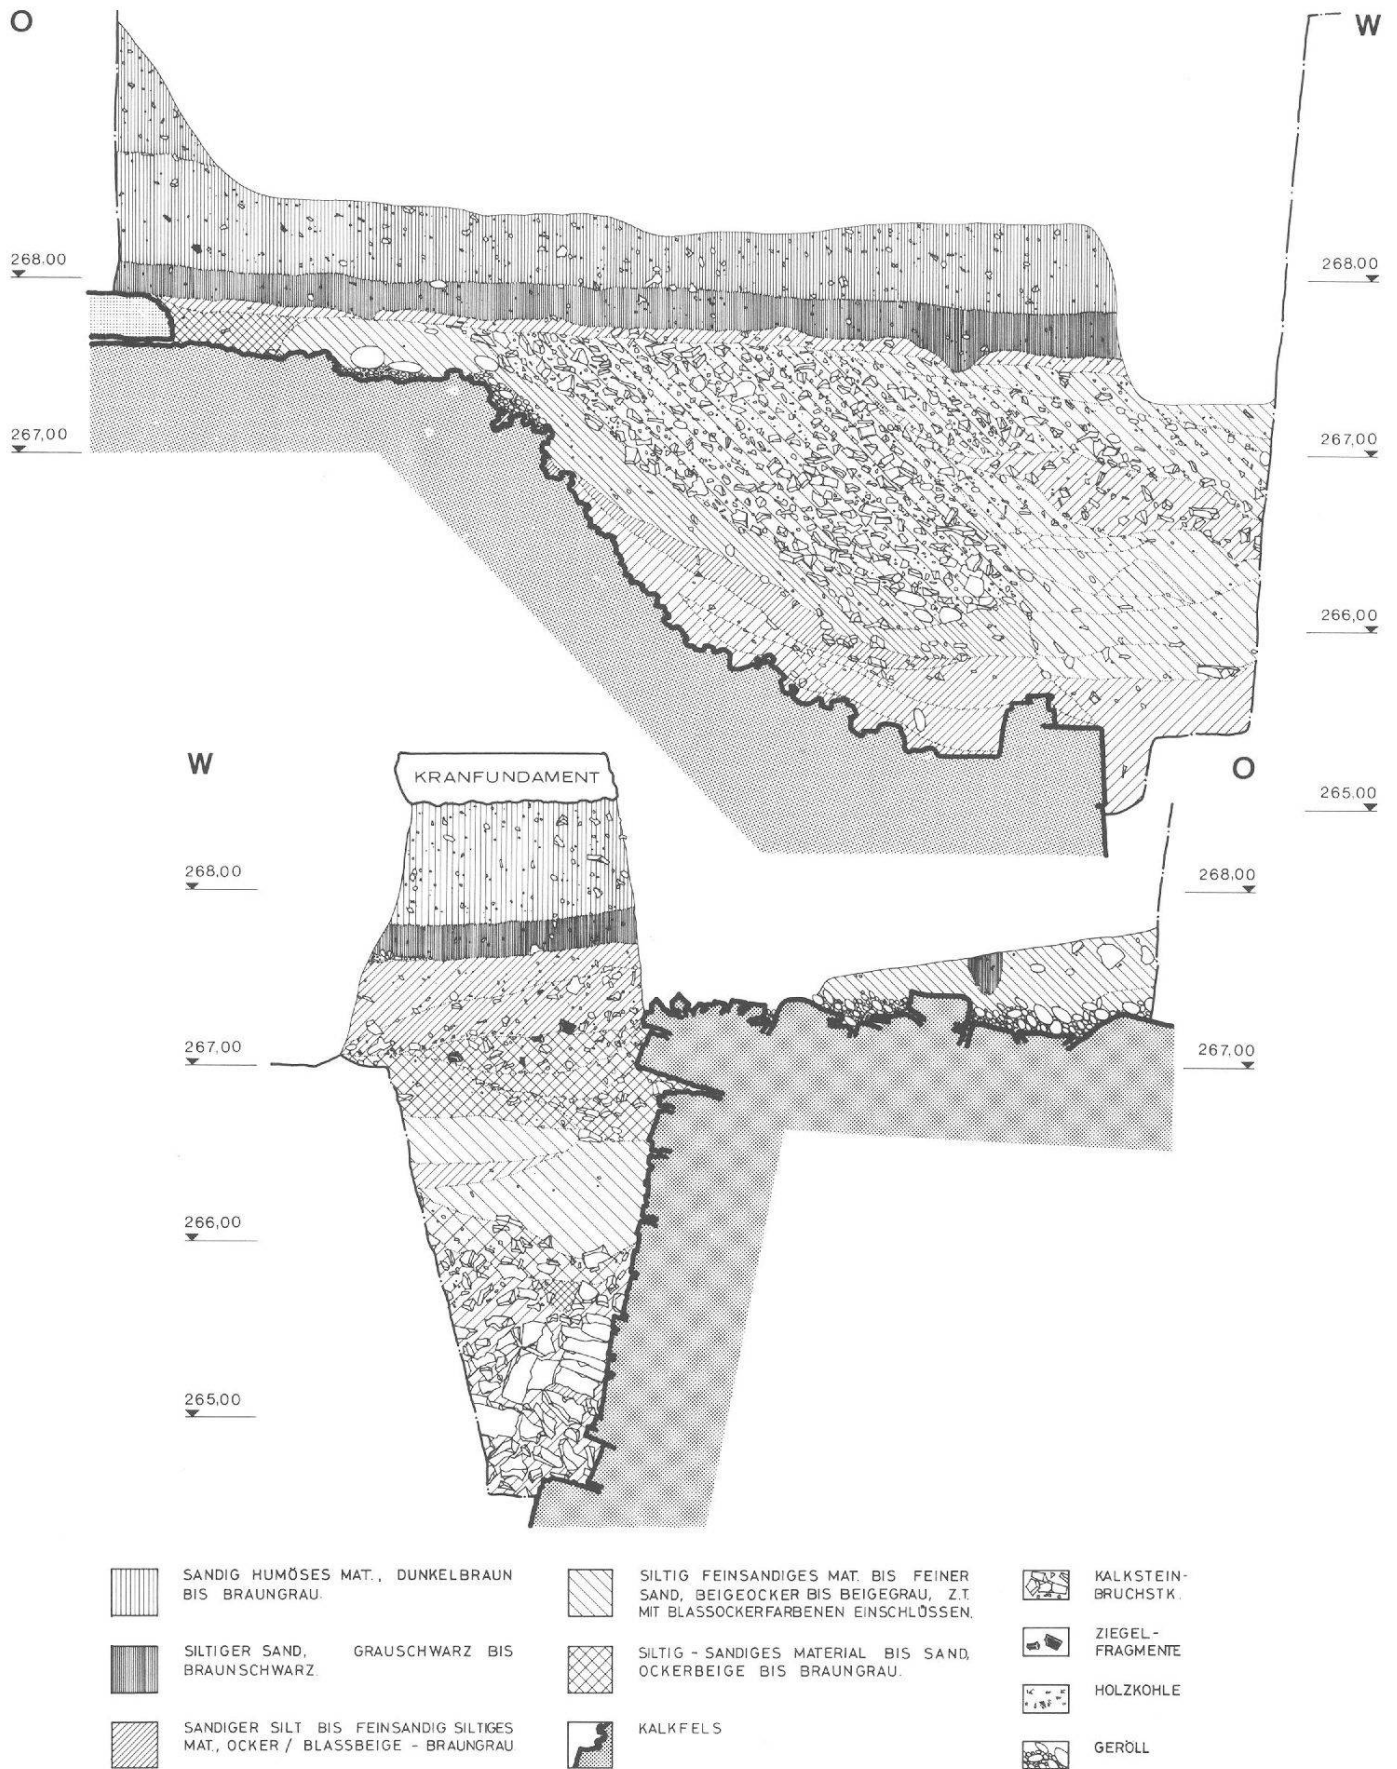 O
W
268,00
268.00
267,00
267,00
266,00
265.00
W
O
KRANFUNDAMENT
268,00
268,00
267,00
267,00
266,00
265,00
SANDIG HUMÖSES MAT., DUNKELBRAUN
BIS BRAUNGRAU.
SILTIGER SAND, GRAUSCHWARZ BIS
BRAUNSCHWARZ.
SANDIGER SILT BIS FEINSANDIG SILTIGES
MAT., OCKER / BLASSBEIGE - BRAUNGRAU
SILTIG FEINSANDIGES MAT. BIS FEINER
SAND, BEIGEOCKER BIS BEIGEGRAU, Z.T.
MIT BLASSOCKERFARBENEN EINSCHLÜSSEN.
SILTIG - SANDIGES MATERIAL BIS SAND,
OCKERBEIGE BIS BRAUNGRAU.
KALKFELS
KALKSTEIN-
BRUCHSTK.
ZIEGEL-
FRAGMENTE
HOLZKOHLE
GERÖLL